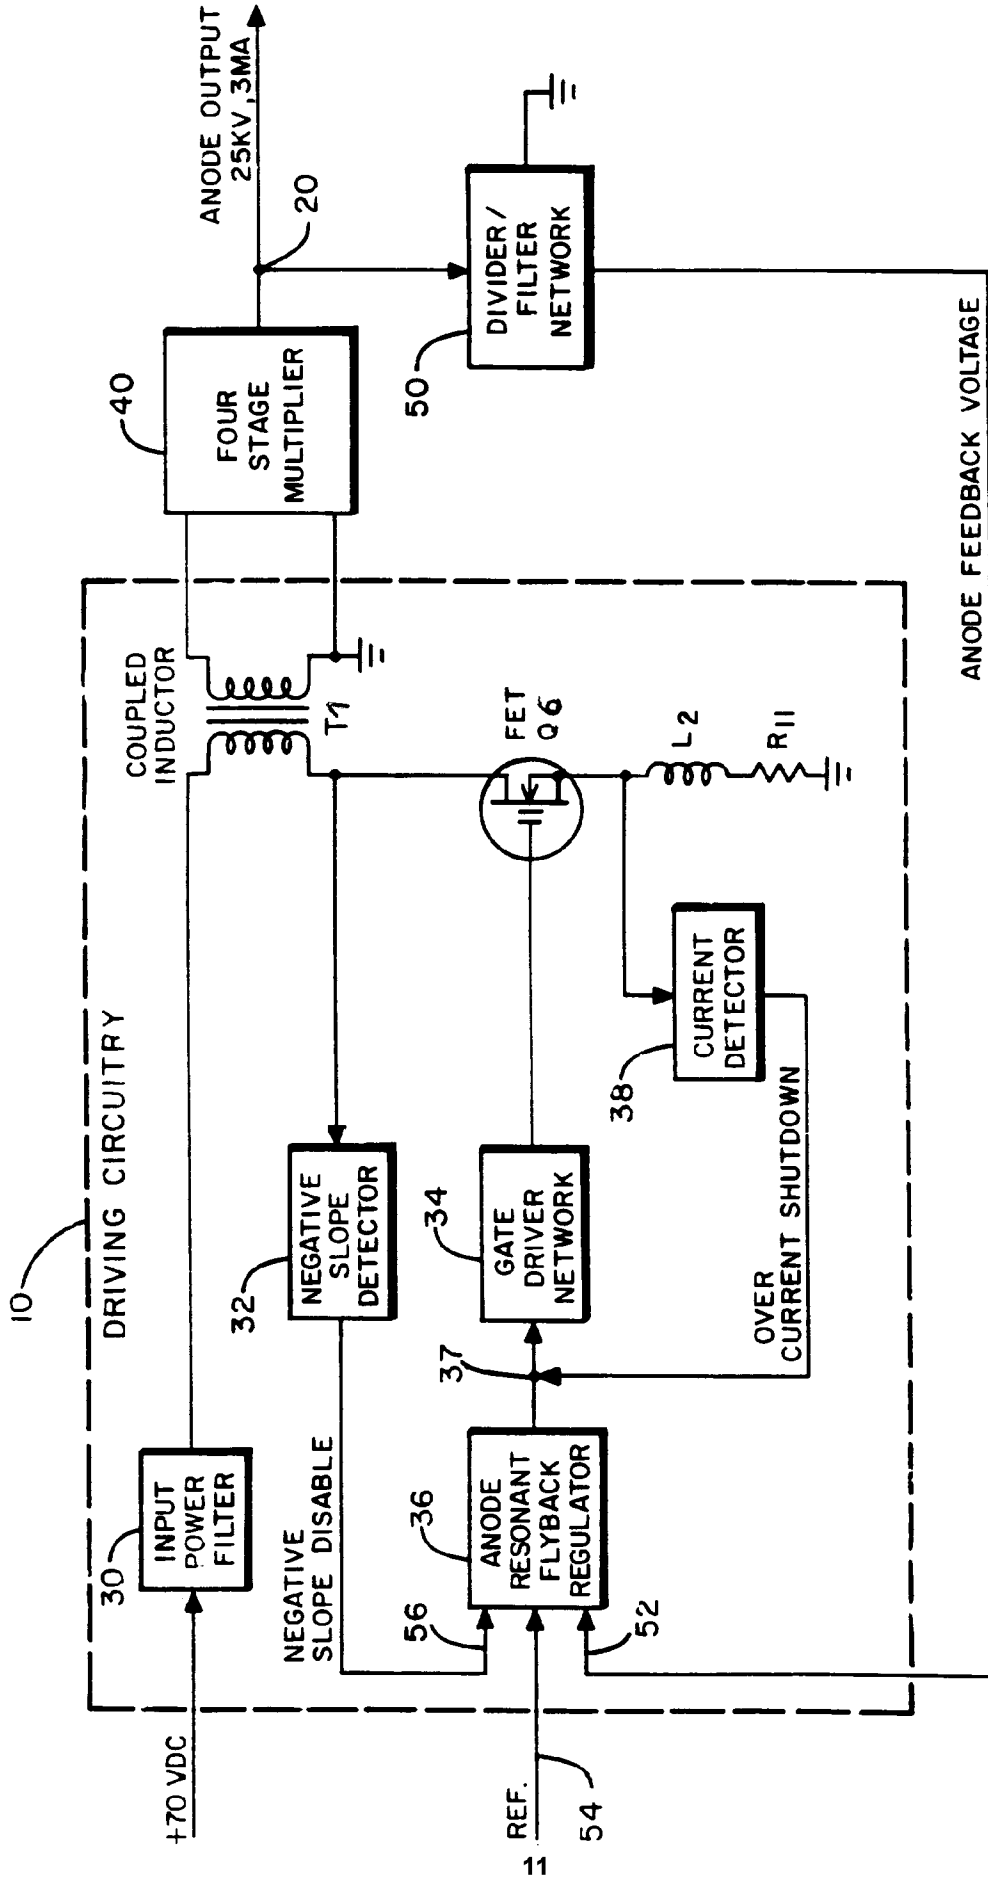 10
DRIVING CIRCUITRY
+70 VDC
30
INPUT
POWER
FILTER
COUPLED
INDUCTOR
T1
40
FOUR
STAGE
MULTIPLIER
ANODE OUTPUT
25KV, 3MA
20
NEGATIVE
SLOPE DISABLE
32
NEGATIVE
SLOPE
DETECTOR
56
REF.
11
54
52
36
ANODE
RESONANT
FLYBACK
REGULATOR
37
34
GATE
DRIVER
NETWORK
FET
Q6
L2
R11
38
CURRENT
DETECTOR
OVER
CURRENT SHUTDOWN
50
DIVIDER/
FILTER
NETWORK
ANODE FEEDBACK VOLTAGE